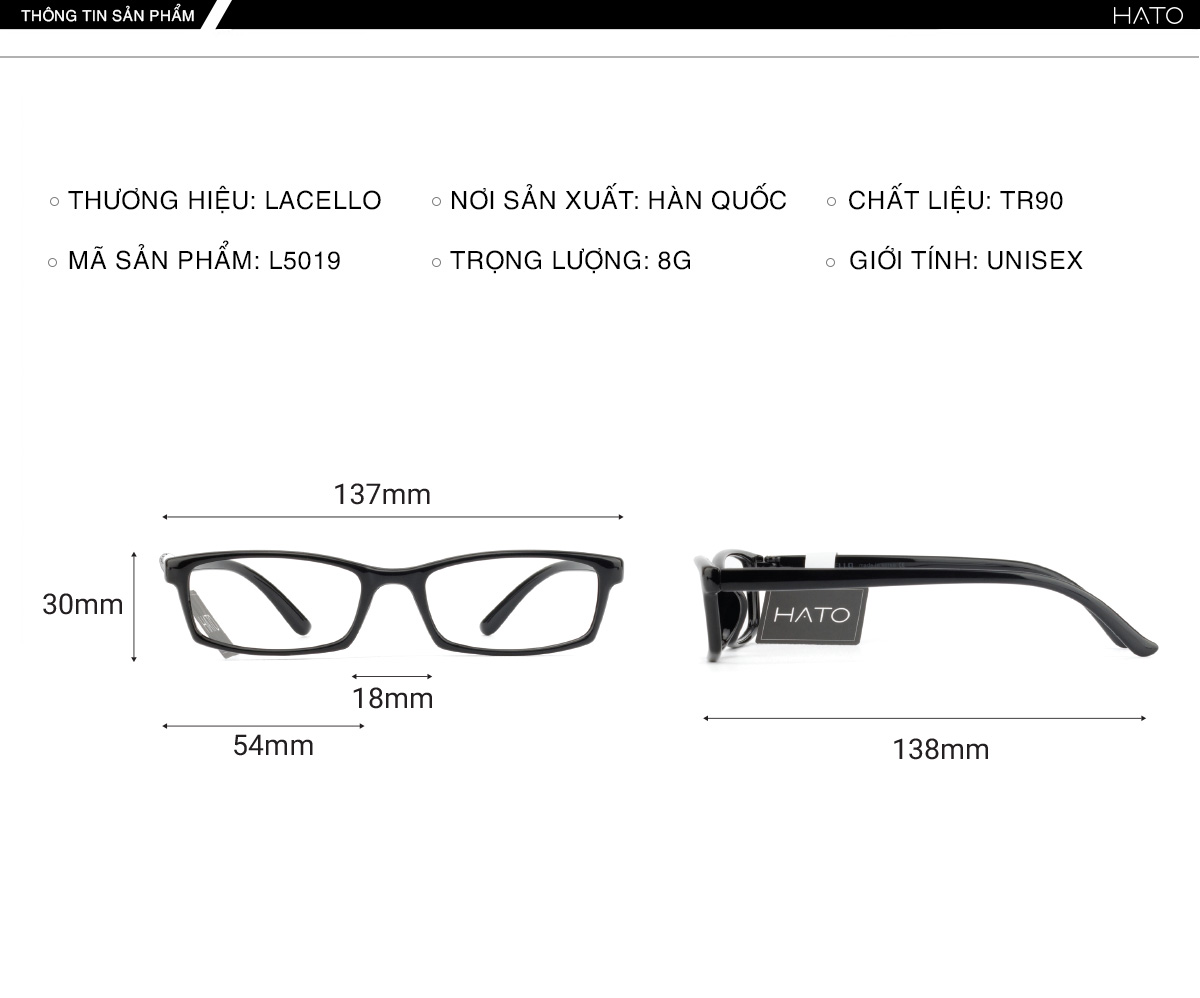 THÔNG TIN SẢN PHẨM
HATO
THƯƠNG HIỆU: LACELLO
NƠI SẢN XUẤT: HÀN QUỐC
CHẤT LIỆU: TR90
MÃ SẢN PHẨM: L5019
TRỌNG LƯỢNG: 8G
GIỚI TÍNH: UNISEX
137mm
30mm
HATO
HATO
18mm
54mm
138mm